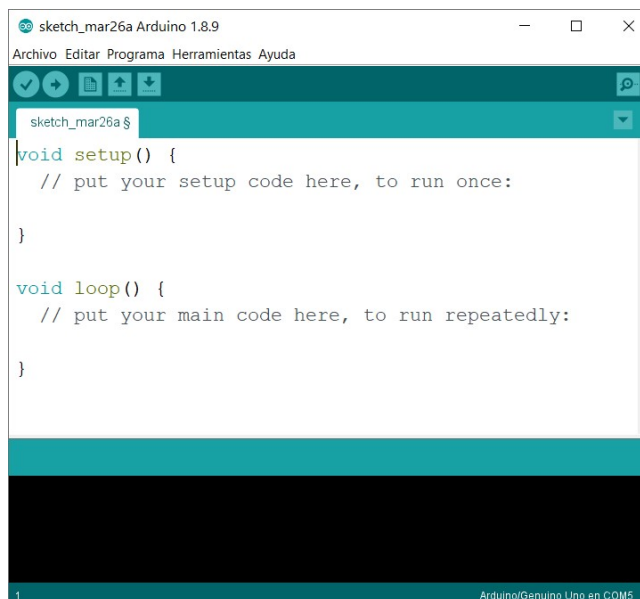 sketch_mar26a Arduino 1.8.9
Archivo Editar Programa Herramientas Ayuda
sketch_mar26a §
void setup() {
  // put your setup code here, to run once:
}
void loop() {
  // put your main code here, to run repeatedly:
}
1
Arduino/Genuino Uno en COM5